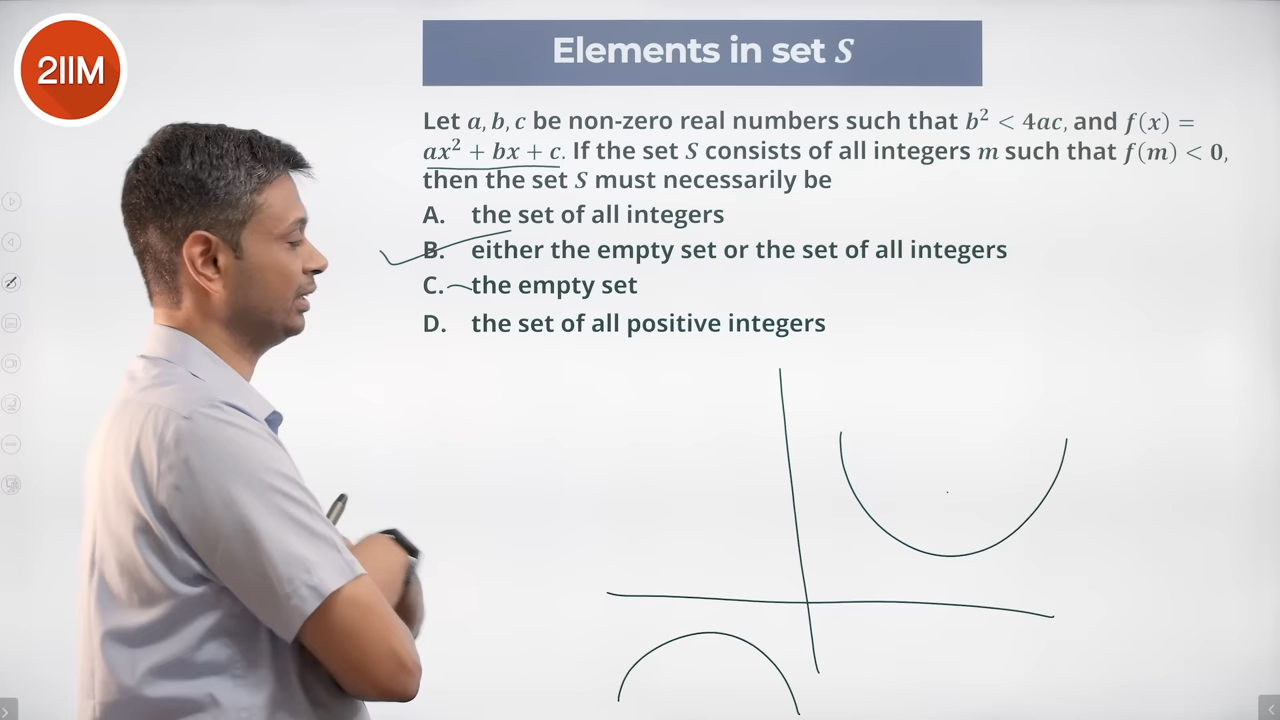 2IIM
Elements in set S
Let a, b, c be non-zero real numbers such that b² < 4ac, and f(x) =
ax² + bx + c. If the set S consists of all integers m such that f(m) < 0,
then the set S must necessarily be
A. the set of all integers
B. either the empty set or the set of all integers
C. the empty set
D. the set of all positive integers